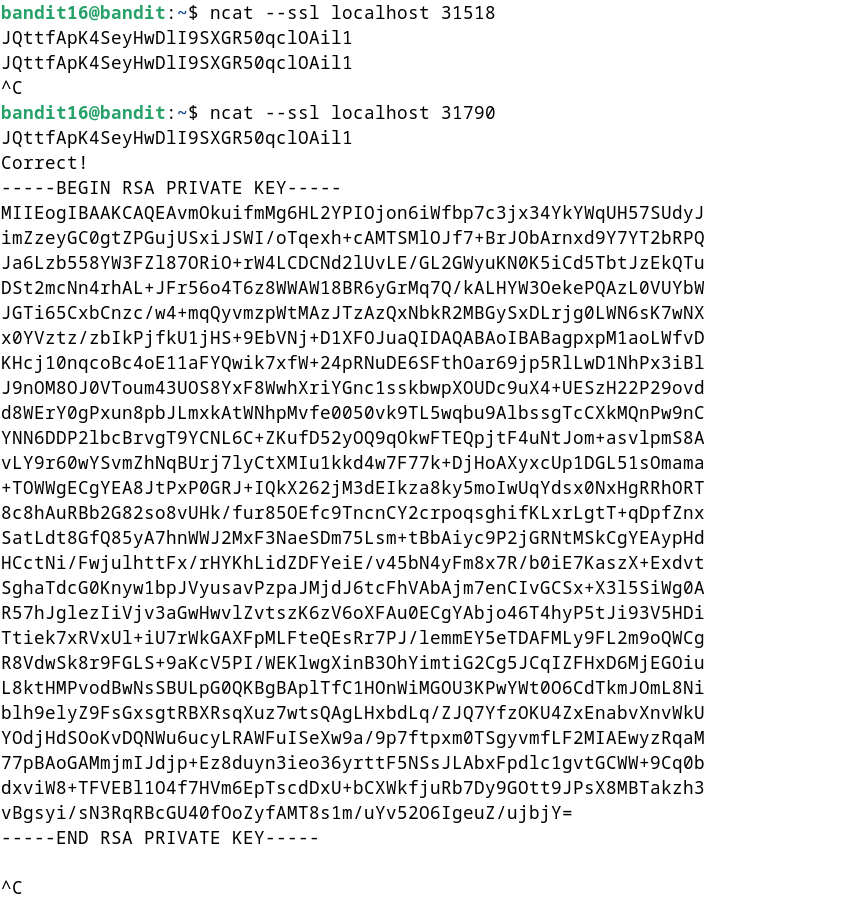 bandit16@bandit:~$ ncat --ssl localhost 31518
JQttfApK4SeyHwDlI9SXGR50qclOAil1
JQttfApK4SeyHwDlI9SXGR50qclOAil1
^C
bandit16@bandit:~$ ncat --ssl localhost 31790
JQttfApK4SeyHwDlI9SXGR50qclOAil1
Correct!
-----BEGIN RSA PRIVATE KEY-----
MIIEogIBAAKCAQEAvmOkuifmMg6HL2YPIOjon6iWfbp7c3jx34YkYWqUH57SUdyJ
imZzeyGC0gtZPGujUSxiJSWI/oTqexh+cAMTSMlOJf7+BrJObArnxd9Y7YT2bRPQ
Ja6Lzb558YW3FZl87ORiO+rW4LCDCNd2lUvLE/GL2GWyuKN0K5iCd5TbtJzEkQTu
DSt2mcNn4rhAL+JFr56o4T6z8WWAW18BR6yGrMq7Q/kALHYW3OekePQAzL0VUYbW
JGTi65CxbCnzc/w4+mqQyvmzpWtMAzJTzAzQxNbkR2MBGySxDLrjg0LWN6sK7wNX
x0YVztz/zbIkPjfkU1jHS+9EbVNj+D1XFOJuaQIDAQABAoIBABagpxpM1aoLWfvD
KHcj10nqcoBc4oE11aFYQwik7xfW+24pRNuDE6SFthOar69jp5RlLwD1NhPx3iBl
J9nOM8OJ0VToum43UOS8YxF8WwhXriYGnc1sskbwpXOUDc9uX4+UESzH22P29ovd
d8WErY0gPxun8pbJLmxkAtWNhpMvfe0050vk9TL5wqbu9AlbssgTcCXkMQnPw9nC
YNN6DDP2lbcBrvgT9YCNL6C+ZKufD52yOQ9qOkwFTEQpjtF4uNtJom+asvlpmS8A
vLY9r60wYSvmZhNqBUrj7lyCtXMIu1kkd4w7F77k+DjHoAXyxcUp1DGL51sOmama
+TOWWgECgYEA8JtPxP0GRJ+IQkX262jM3dEIkza8ky5moIwUqYdsx0NxHgRRhORT
8c8hAuRBb2G82so8vUHk/fur85OEfc9TncnCY2crpoqsghifKLxrLgtT+qDpfZnx
SatLdt8GfQ85yA7hnWWJ2MxF3NaeSDm75Lsm+tBbAiyc9P2jGRNtMSkCgYEAypHd
HCctNi/FwjulhttFx/rHYKhLidZDFYeiE/v45bN4yFm8x7R/b0iE7KaszX+Exdvt
SghaTdcG0Knyw1bpJVyusavPzpaJMjdJ6tcFhVAbAjm7enCIvGCSx+X3l5SiWg0A
R57hJglezIiVjv3aGwHwvlZvtszK6zV6oXFAu0ECgYAbjo46T4hyP5tJi93V5HDi
Ttiek7xRVxUl+iU7rWkGAXFpMLFteQEsRr7PJ/lemmEY5eTDAFMLy9FL2m9oQWCg
R8VdwSk8r9FGLS+9aKcV5PI/WEKlwgXinB3OhYimtiG2Cg5JCqIZFHxD6MjEGOiu
L8ktHMPvodBwNsSBULpG0QKBgBAplTfC1HOnWiMGOU3KPwYWt0O6CdTkmJOmL8Ni
blh9elyZ9FsGxsgtRBXRsqXuz7wtsQAgLHxbdLq/ZJQ7YfzOKU4ZxEnabvXnvWkU
YOdjHdSOoKvDQNWu6ucyLRAWFuISeXw9a/9p7ftpxm0TSgyvmfLF2MIAEwyzRqaM
77pBAoGAMmjmIJdjp+Ez8duyn3ieo36yrttF5NSsJLAbxFpdlc1gvtGCWW+9Cq0b
dxviW8+TFVEBl1O4f7HVm6EpTscdDxU+bCXWkfjuRb7Dy9GOtt9JPsX8MBTakzh3
vBgsyi/sN3RqRBcGU40fOoZyfAMT8s1m/uYv52O6IgeuZ/ujbjY=
-----END RSA PRIVATE KEY-----
^C